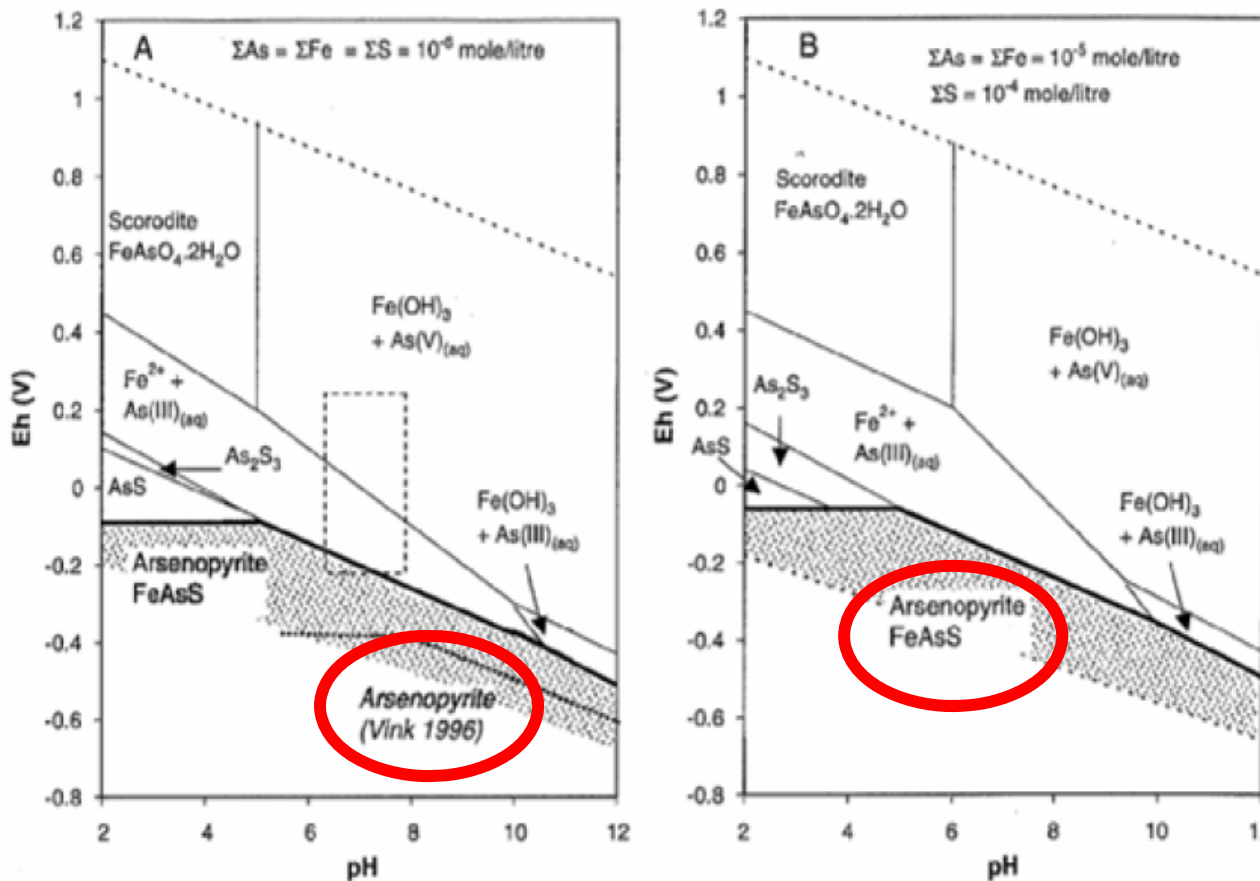 A
ΣAs = ΣFe = ΣS = 10⁻⁶ mole/litre
1.2
1
0.8
0.6
0.4
0.2
0
-0.2
-0.4
-0.6
-0.8
Eh (V)
Scorodite
FeAsO₄.2H₂O
Fe(OH)₃
+ As(V)₍aq₎
Fe²⁺ +
As(III)₍aq₎
As₂S₃
AsS
Fe(OH)₃
+ As(III)₍aq₎
Arsenopyrite
FeAsS
Arsenopyrite
(Vink 1996)
2
4
6
8
10
12
pH
B
ΣAs = ΣFe = 10⁻⁵ mole/litre
ΣS = 10⁻⁴ mole/litre
1.2
1
0.8
0.6
0.4
0.2
0
-0.2
-0.4
-0.6
-0.8
Eh (V)
Scorodite
FeAsO₄.2H₂O
Fe(OH)₃
+ As(V)₍aq₎
As₂S₃
Fe²⁺ +
As(III)₍aq₎
AsS
Fe(OH)₃
+ As(III)₍aq₎
Arsenopyrite
FeAsS
2
4
6
8
10
pH